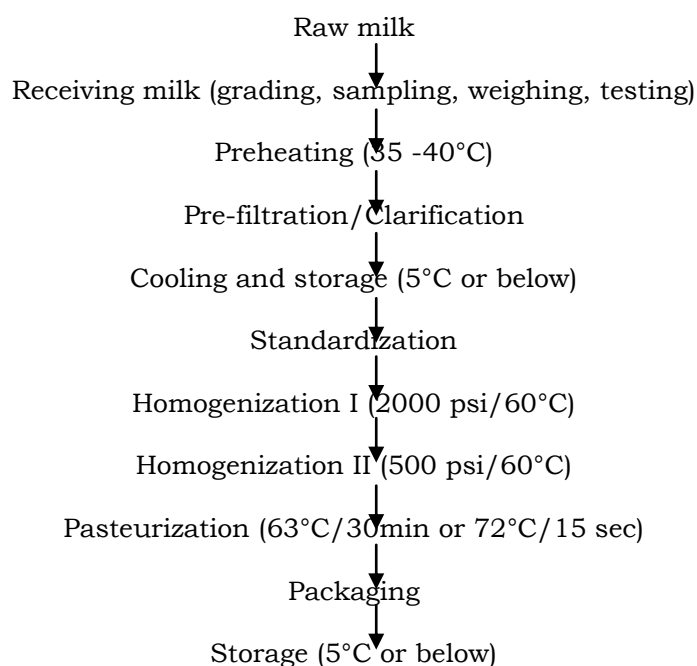 Raw milk
Receiving milk (grading, sampling, weighing, testing)
Preheating (35 -40°C)
Pre-filtration/Clarification
Cooling and storage (5°C or below)
Standardization
Homogenization I (2000 psi/60°C)
Homogenization II (500 psi/60°C)
Pasteurization (63°C/30min or 72°C/15 sec)
Packaging
Storage (5°C or below)